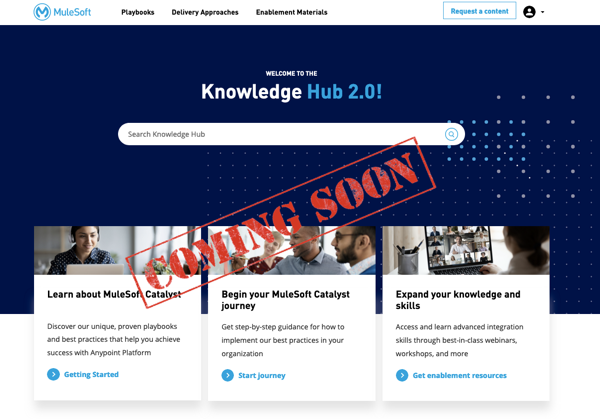 MuleSoft
Playbooks
Delivery Approaches
Enablement Materials
Request a content
WELCOME TO THE
Knowledge Hub 2.0!
Search Knowledge Hub
COMING SOON
Learn about MuleSoft Catalyst
Discover our unique, proven playbooks
and best practices that help you achieve
success with Anypoint Platform
Getting Started
Begin your MuleSoft Catalyst
journey
Get step-by-step guidance for how to
implement our best practices in your
organization
Start journey
Expand your knowledge and
skills
Access and learn advanced integration
skills through best-in-class webinars,
workshops, and more
Get enablement resources